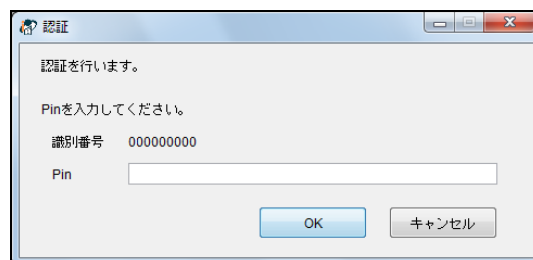 認証
認証を行います。
Pinを入力してください。
識別番号 000000000
Pin
OK キャンセル